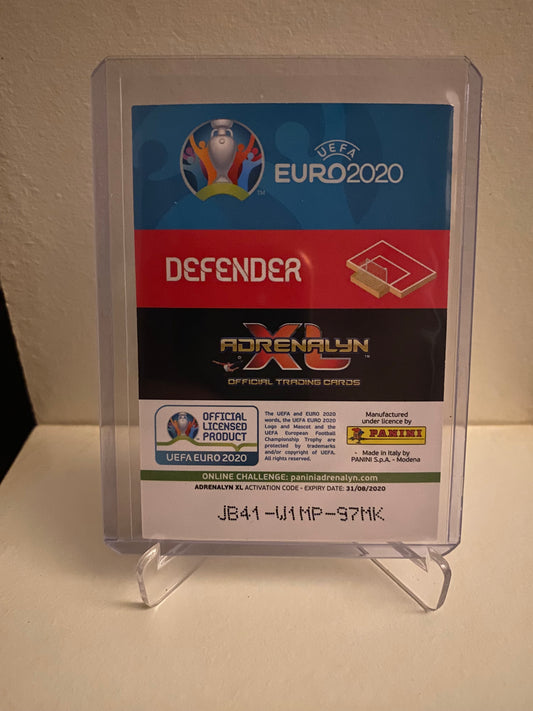 UEFA
EURO2020
TM
DEFENDER
ADRENALYN
XL
TM
OFFICIAL TRADING CARDS
OFFICIAL
LICENSED
PRODUCT
UEFA EURO 2020
The UEFA and EURO 2020
words, the UEFA EURO 2020
Logo and Mascot and the
UEFA European Football
Championship Trophy are
protected by trademarks
and/or copyright of UEFA.
All rights reserved.
Manufactured
under licence by
PANINI
Made in Italy by
PANINI S.p.A. - Modena
ONLINE CHALLENGE: paniniadrenalyn.com
ADRENALYN XL ACTIVATION CODE - EXPIRY DATE: 31/08/2020
JB41-W1MP-97MK